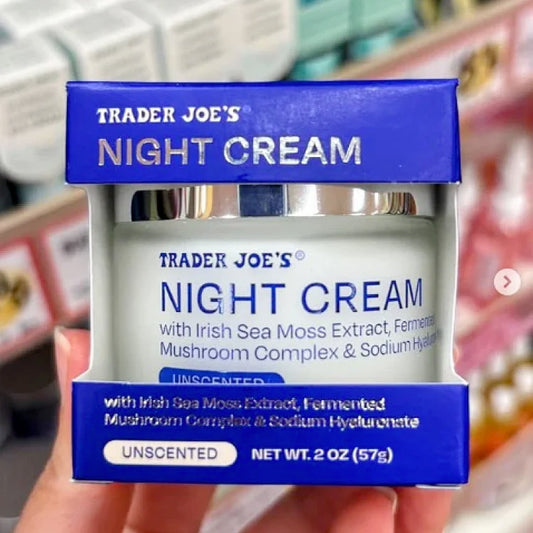 TRADER JOE'S
NIGHT CREAM
TRADER JOE'S®
NIGHT CREAM
with Irish Sea Moss Extract,
Mushroom Complex & Sodium
UNSCENTED
with Irish Sea Moss Extract, Fermented
Mushroom Complex & Sodium Hyaluronate
UNSCENTED
NET WT. 2 OZ (57g)